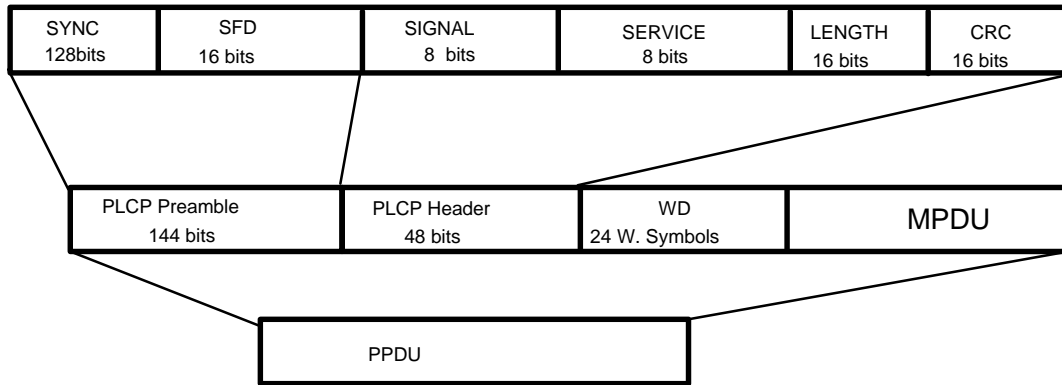 SYNC
128bits
SFD
16 bits
SIGNAL
8 bits
SERVICE
8 bits
LENGTH
16 bits
CRC
16 bits
PLCP Preamble
144 bits
PLCP Header
48 bits
WD
24 W. Symbols
MPDU
PPDU